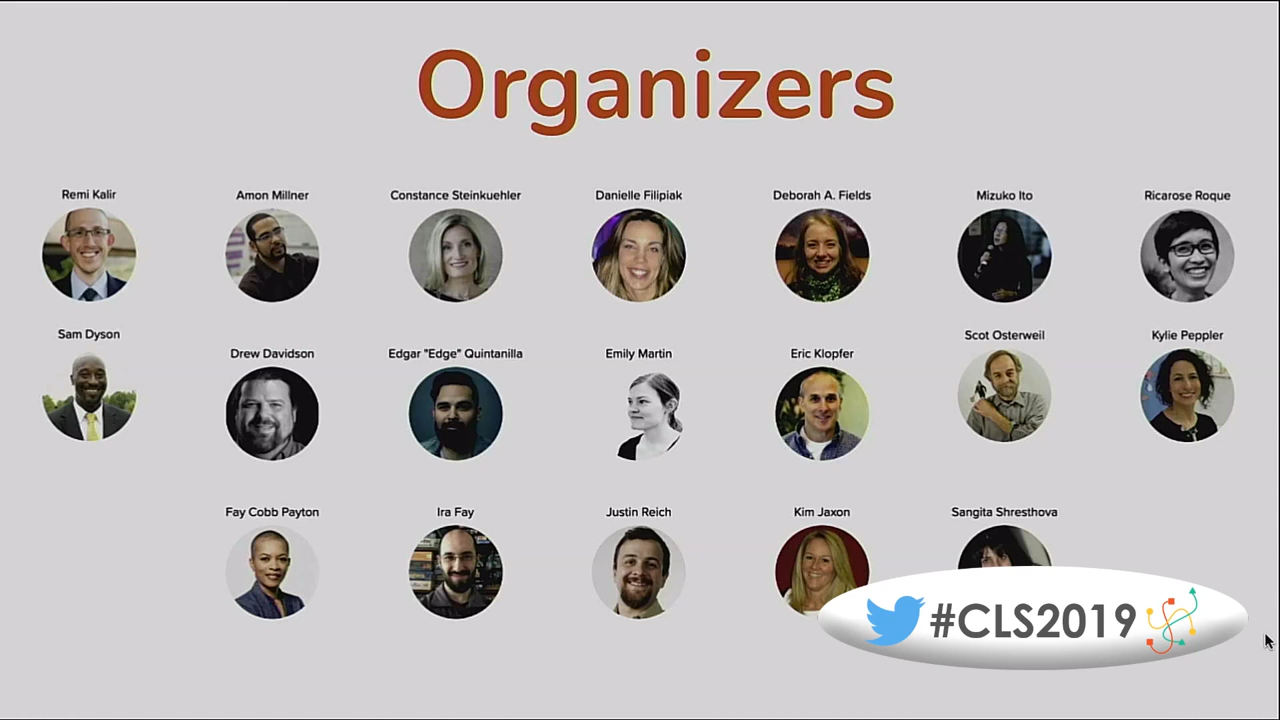 Organizers
Remi Kalir
Amon Millner
Constance Steinkuehler
Danielle Filipiak
Deborah A. Fields
Mizuko Ito
Ricarose Roque
Sam Dyson
Drew Davidson
Edgar "Edge" Quintanilla
Emily Martin
Eric Klopfer
Scot Osterweil
Kylie Peppler
Fay Cobb Payton
Ira Fay
Justin Reich
Kim Jaxon
Sangita Shresthova
#CLS2019